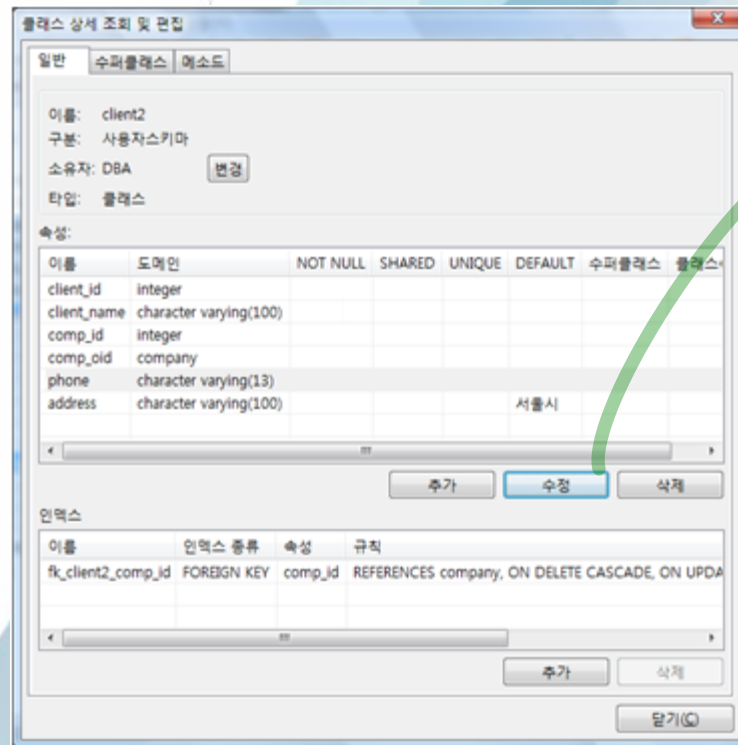 클래스 상세 조회 및 편집
일반 수퍼클래스 메소드
이름: client2
구분: 사용자스키마
소유자: DBA 변경
타입: 클래스
속성:
이름 도메인 NOT NULL SHARED UNIQUE DEFAULT 수퍼클래스 클래스
client_id integer
client_name character varying(100)
comp_id integer
comp_oid company
phone character varying(13)
address character varying(100) 서울시
추가 수정 삭제
인덱스
이름 인덱스 종류 속성 규칙
fk_client2_comp_id FOREIGN KEY comp_id REFERENCES company, ON DELETE CASCADE, ON UPDA
추가 삭제
닫기(C)